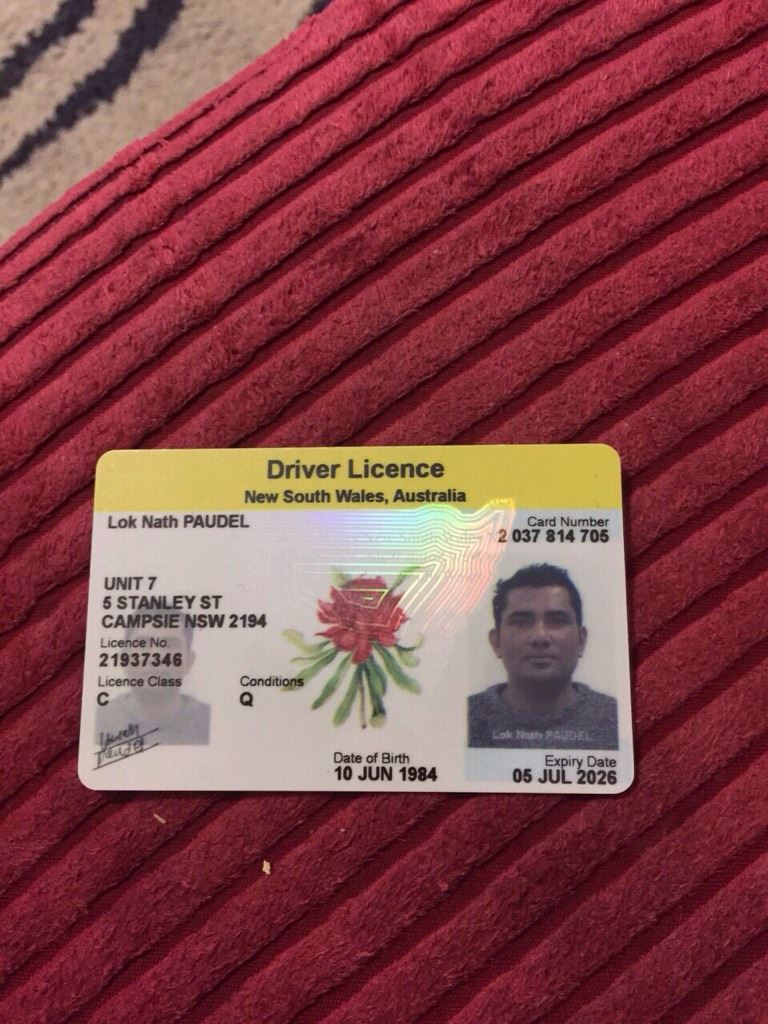 Driver Licence
New South Wales, Australia
Lok Nath PAUDEL
Card Number
2 037 814 705
UNIT 7
5 STANLEY ST
CAMPSIE NSW 2194
Licence No.
21937346
Licence Class
C
Conditions
Q
Lok Nath PAUDEL
Date of Birth
10 JUN 1984
Expiry Date
05 JUL 2026